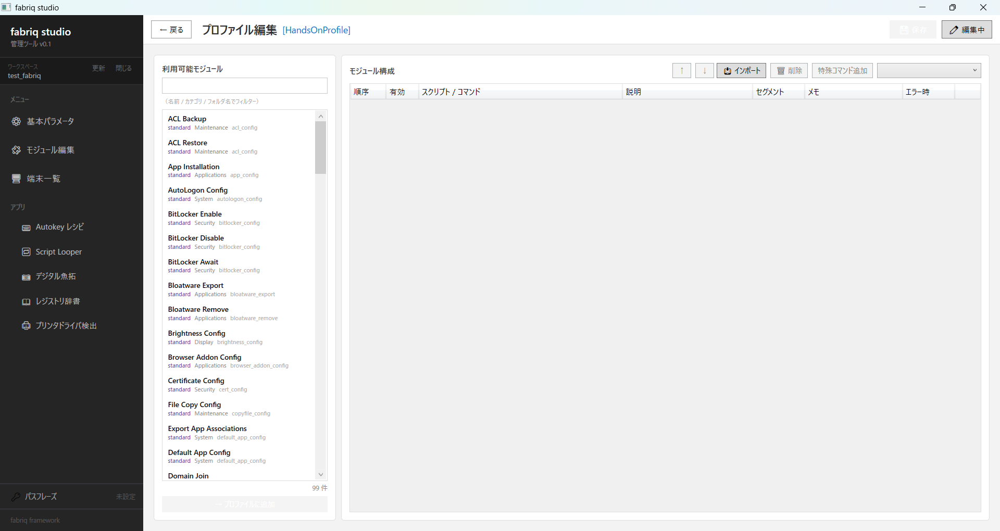 fabriq studio
fabriq studio
管理ツール v0.1
ワークスペース
test_fabriq
更新
閉じる
メニュー
基本パラメータ
モジュール編集
端末一覧
アプリ
Autokey レシピ
Script Looper
デジタル魚拓
レジストリ辞書
プリンタドライバ検出
パスフレーズ
未設定
fabriq framework
← 戻る
プロファイル編集 [HandsOnProfile]
保存
編集中
利用可能モジュール
（名前 / カテゴリ / フォルダ名でフィルター）
ACL Backup
standard Maintenance acl_config
ACL Restore
standard Maintenance acl_config
App Installation
standard Applications app_config
AutoLogon Config
standard System autologon_config
BitLocker Enable
standard Security bitlocker_config
BitLocker Disable
standard Security bitlocker_config
BitLocker Await
standard Security bitlocker_config
Bloatware Export
standard Applications bloatware_export
Bloatware Remove
standard Applications bloatware_remove
Brightness Config
standard Display brightness_config
Browser Addon Config
standard Applications browser_addon_config
Certificate Config
standard Security cert_config
File Copy Config
standard Maintenance copyfile_config
Export App Associations
standard System default_app_config
Default App Config
standard System default_app_config
Domain Join
99 件
→ プロファイルに追加
モジュール構成
↑
↓
インポート
削除
特殊コマンド追加
順序
有効
スクリプト / コマンド
説明
セグメント
メモ
エラー時